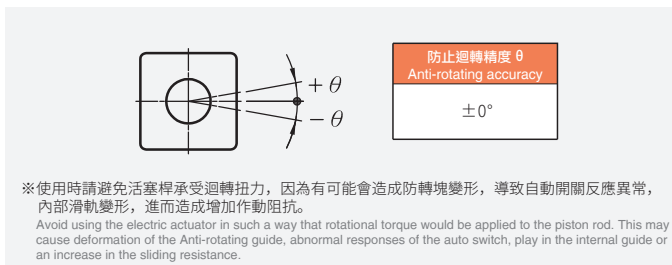 +θ
−θ
防止迴轉精度 θ
Anti-rotating accuracy
±0°
※使用時請避免活塞桿承受迴轉扭力，因為有可能會造成防轉塊變形，導致自動開關反應異常，
內部滑軌變形，進而造成增加作動阻抗。
Avoid using the electric actuator in such a way that rotational torque would be applied to the piston rod. This may
cause deformation of the Anti-rotating guide, abnormal responses of the auto switch, play in the internal guide or
an increase in the sliding resistance.